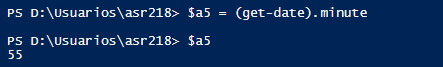 PS D:\Usuarios\asr218> $a5 = (get-date).minute
PS D:\Usuarios\asr218> $a5
55